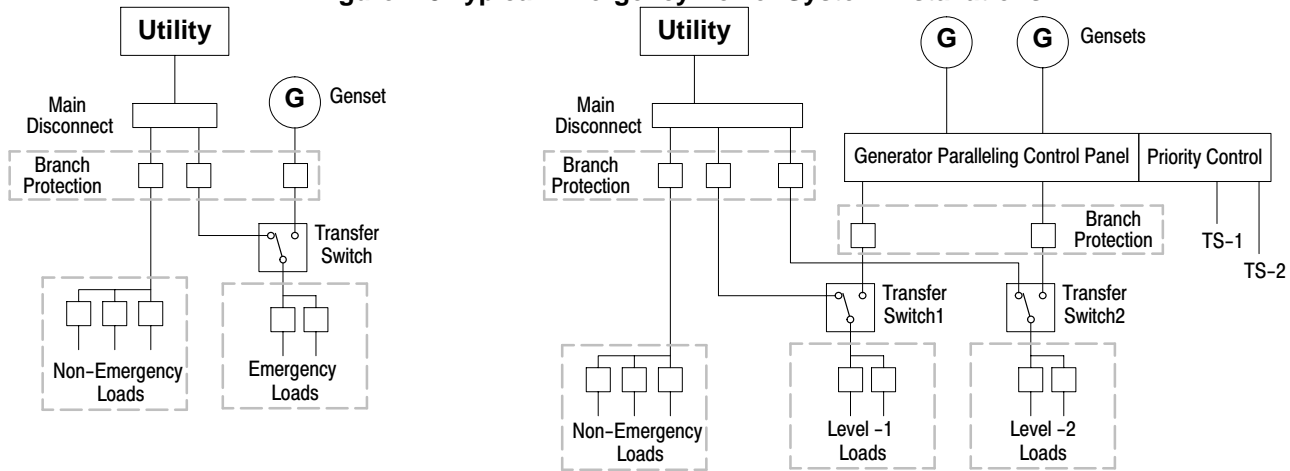 Utility
G
Genset
Main
Disconnect
Branch
Protection
Transfer
Switch
Non-Emergency
Loads
Emergency
Loads
Utility
G
G
Gensets
Main
Disconnect
Generator Paralleling Control Panel
Priority Control
Branch
Protection
Branch
Protection
TS-1
TS-2
Transfer
Switch1
Transfer
Switch2
Non-Emergency
Loads
Level -1
Loads
Level -2
Loads